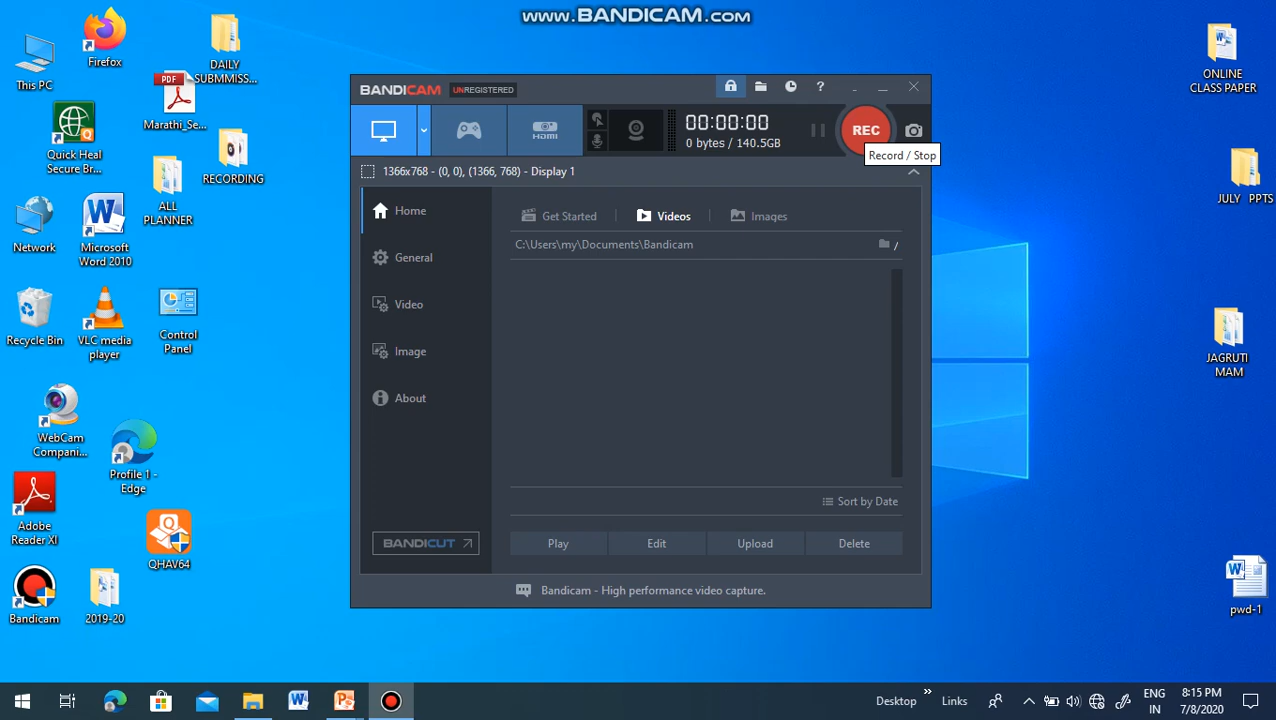 www.BANDICAM.com
This PC
Firefox
DAILY
SUBMMISS...
Marathi_Se...
PDF
Quick Heal
Secure Br...
RECORDING
ALL
PLANNER
Network
Microsoft
Word 2010
Recycle Bin
VLC media
player
Control
Panel
WebCam
Compani...
Profile 1 -
Edge
Adobe
Reader XI
QHAV64
Bandicam
2019-20
BANDICAM UNREGISTERED
?
HDMI
00:00:00
0 bytes / 140.5GB
REC
Record / Stop
1366x768 - (0, 0), (1366, 768) - Display 1
Home
General
Video
Image
About
BANDICUT
Get Started
Videos
Images
C:\Users\my\Documents\Bandicam
/
Sort by Date
Play Edit Upload Delete
Bandicam - High performance video capture.
ONLINE
CLASS PAPER
JULY PPTS
JAGRUTI
MAM
pwd-1
Desktop
»
Links
ENG
IN
8:15 PM
7/8/2020